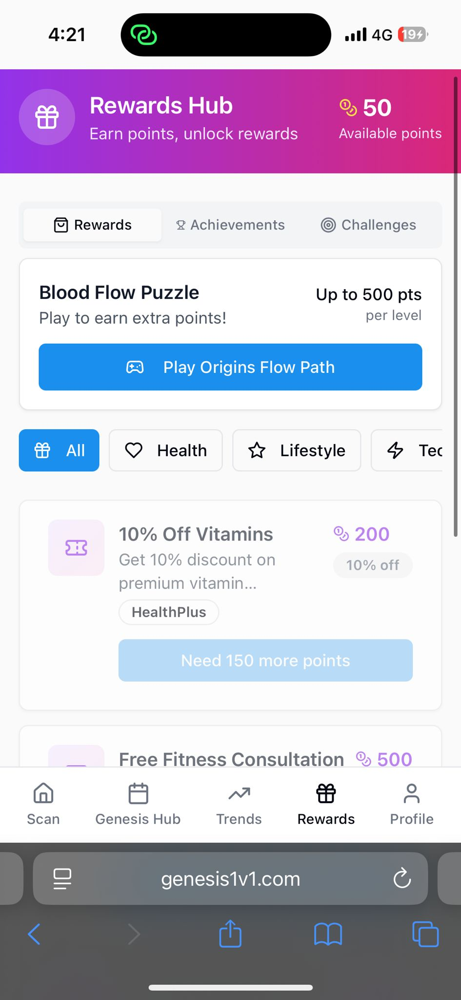 4:21
4G
19
Rewards Hub
Earn points, unlock rewards
50
Available points
Rewards
Achievements
Challenges
Blood Flow Puzzle
Play to earn extra points!
Up to 500 pts
per level
Play Origins Flow Path
All
Health
Lifestyle
Tec
10% Off Vitamins
Get 10% discount on
premium vitamin...
HealthPlus
200
10% off
Need 150 more points
Free Fitness Consultation
500
Scan
Genesis Hub
Trends
Rewards
Profile
genesis1v1.com